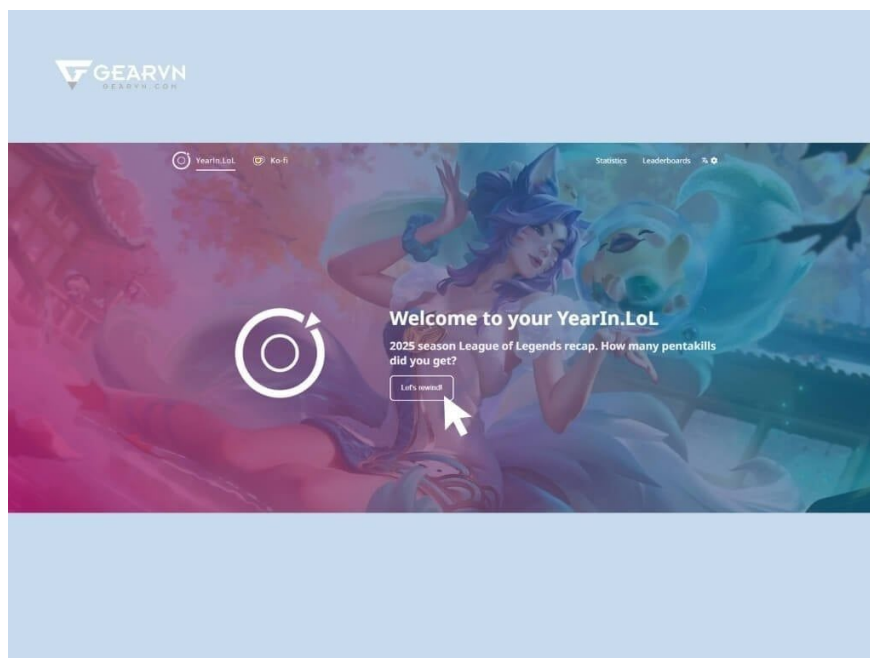 GEARVN
GEARVN.COM
YearIn.LoL Ko-fi Statistics Leaderboards
Welcome to your YearIn.LoL
2025 season League of Legends recap. How many pentakills
did you get?
Let's rewind!